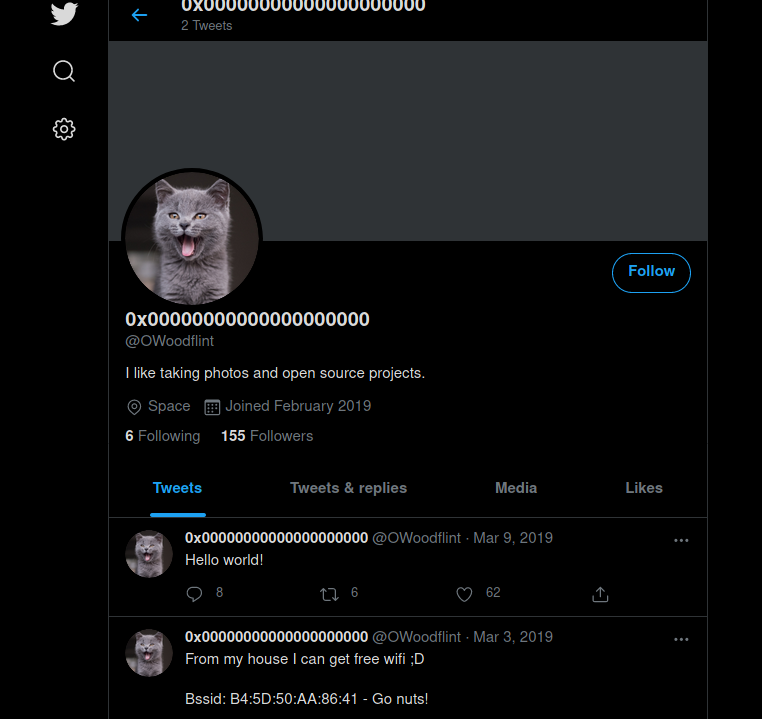 0x00000000000000000000
2 Tweets
Follow
0x00000000000000000000
@OWoodflint
I like taking photos and open source projects.
Space Joined February 2019
6 Following 155 Followers
Tweets Tweets & replies Media Likes
0x00000000000000000000 @OWoodflint · Mar 9, 2019
Hello world!
8 6 62
0x00000000000000000000 @OWoodflint · Mar 3, 2019
From my house I can get free wifi ;D
Bssid: B4:5D:50:AA:86:41 - Go nuts!